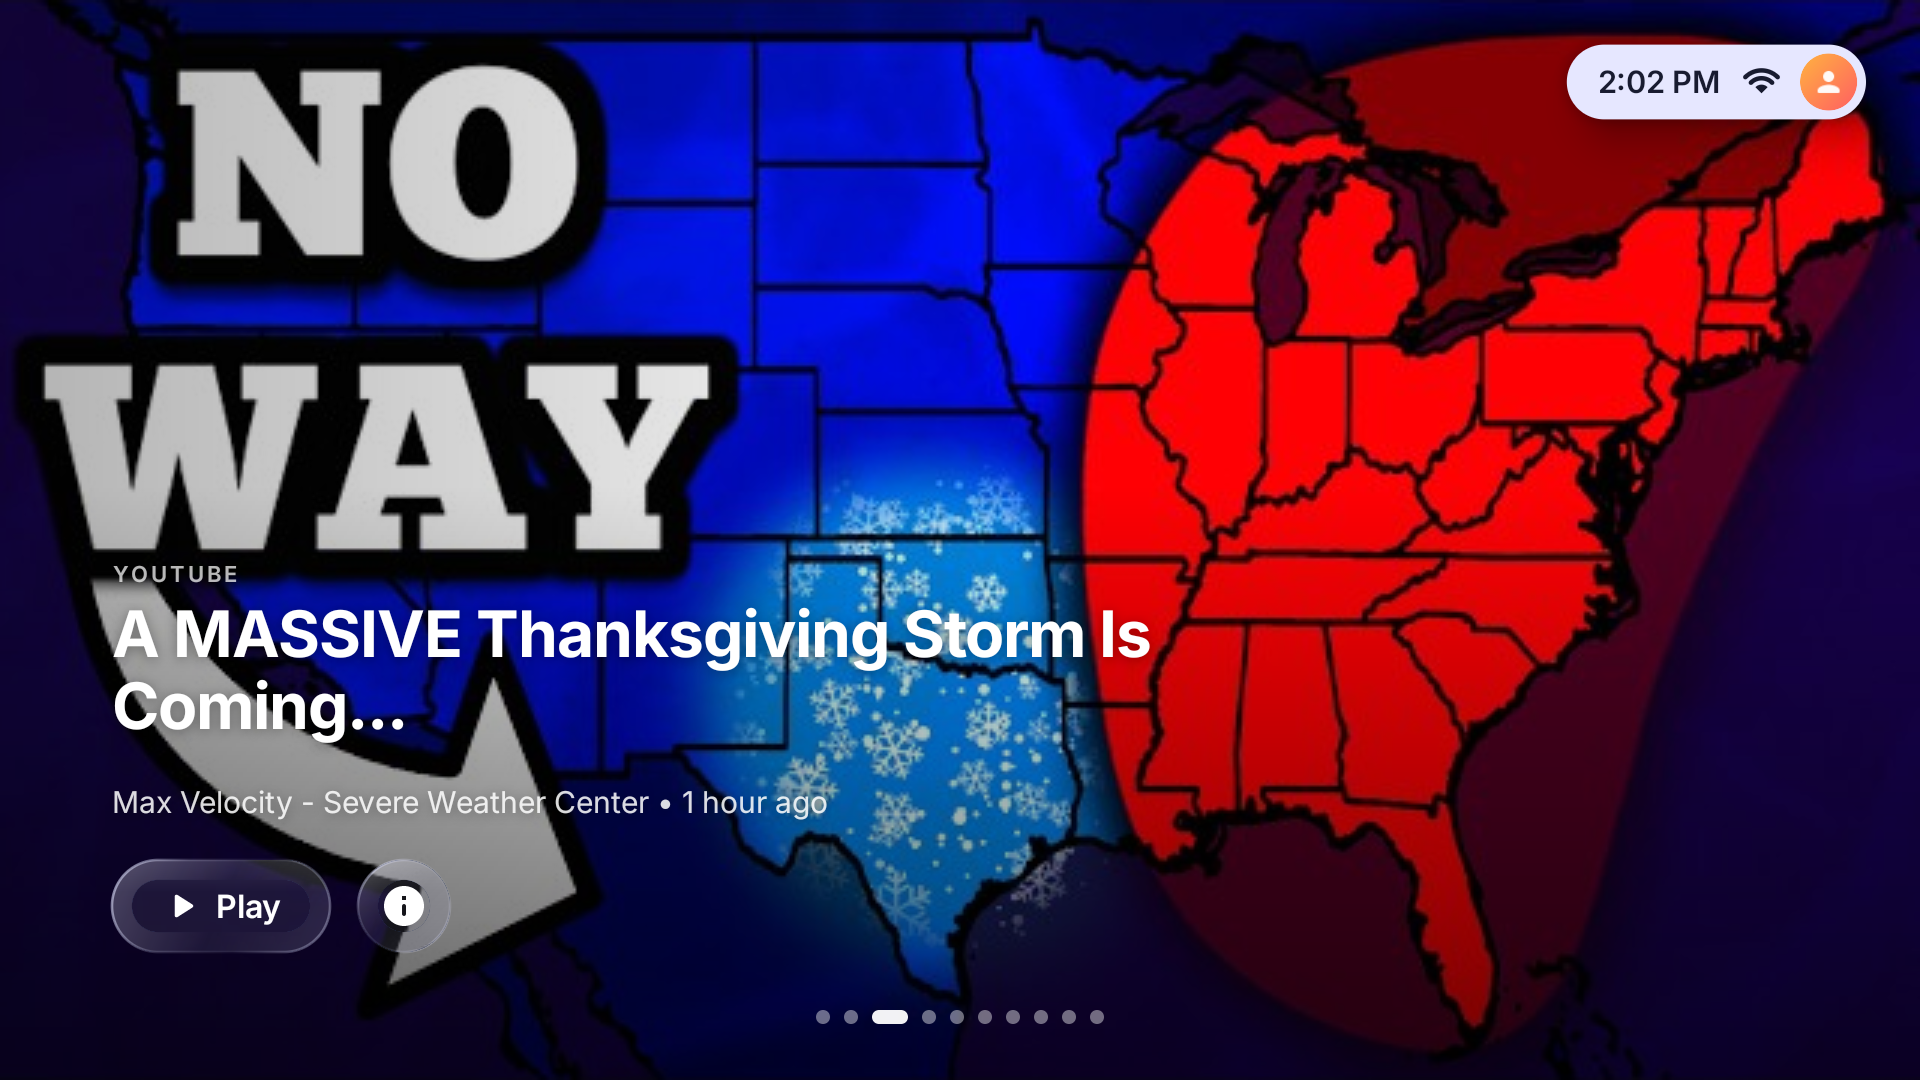 NO
WAY
2:02 PM
YOUTUBE
A MASSIVE Thanksgiving Storm Is
Coming...
Max Velocity - Severe Weather Center • 1 hour ago
Play